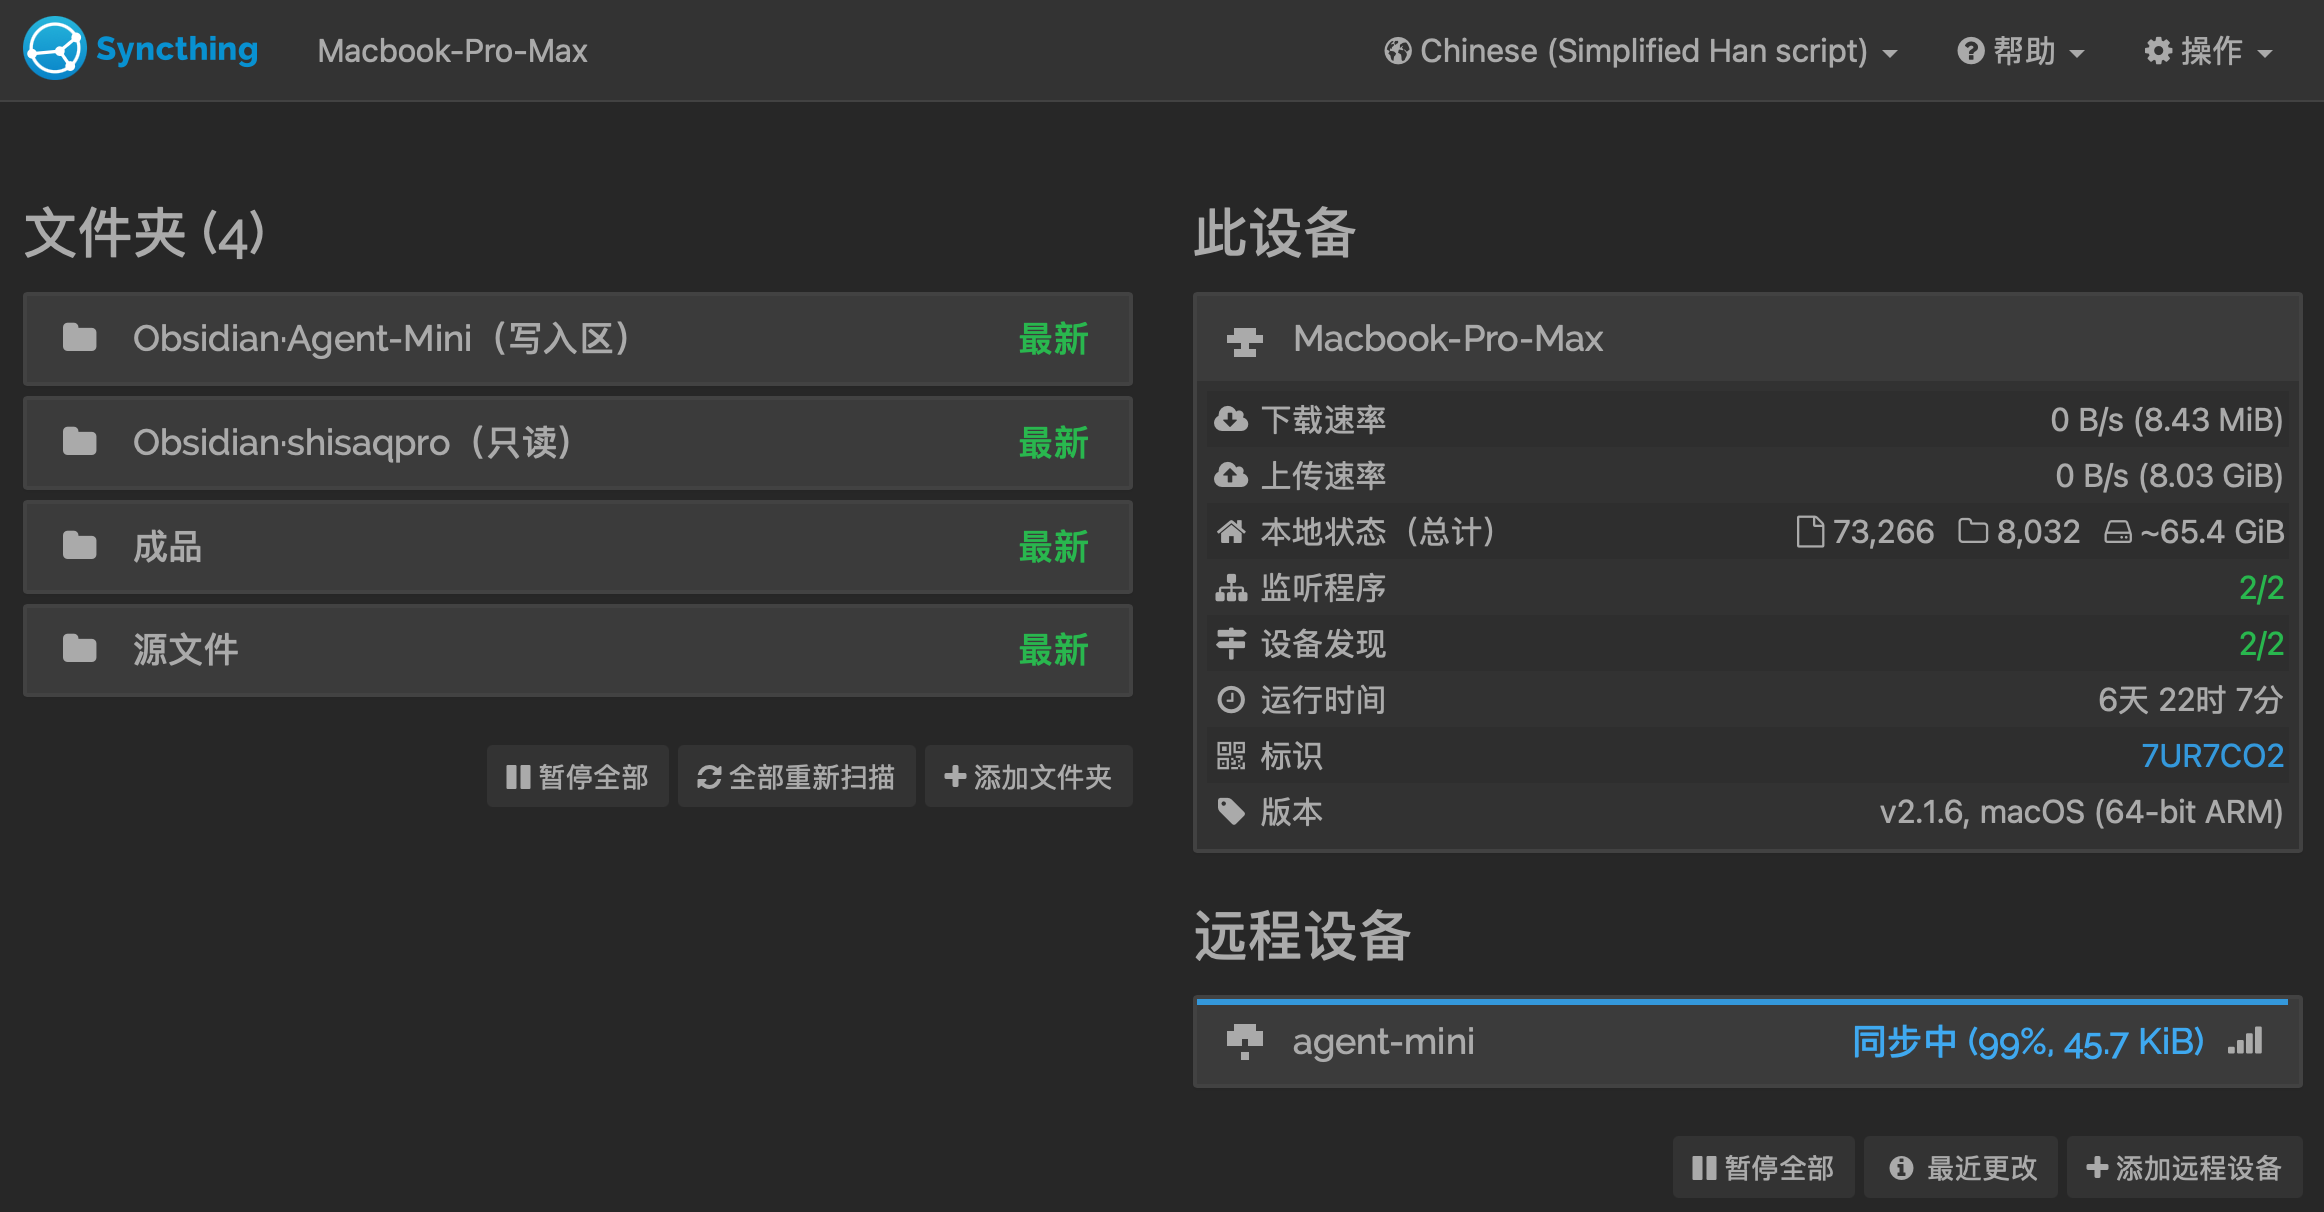 Syncthing Macbook-Pro-Max Chinese (Simplified Han script) 帮助 操作
文件夹 (4)
Obsidian·Agent-Mini（写入区） 最新
Obsidian·shisaqpro（只读） 最新
成品 最新
源文件 最新
暂停全部 全部重新扫描 添加文件夹
此设备
Macbook-Pro-Max
下载速率 0 B/s (8.43 MiB)
上传速率 0 B/s (8.03 GiB)
本地状态（总计） 73,266 8,032 ~65.4 GiB
监听程序 2/2
设备发现 2/2
运行时间 6天 22时 7分
标识 7UR7CO2
版本 v2.1.6, macOS (64-bit ARM)
远程设备
agent-mini 同步中 (99%, 45.7 KiB)
暂停全部 最近更改 添加远程设备